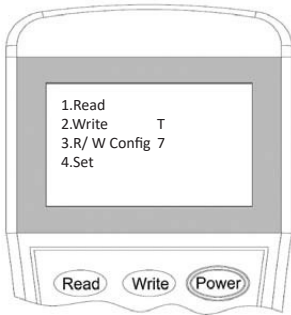 1.Read
2.Write T
3.R/ W Config 7
4.Set
Read Write Power